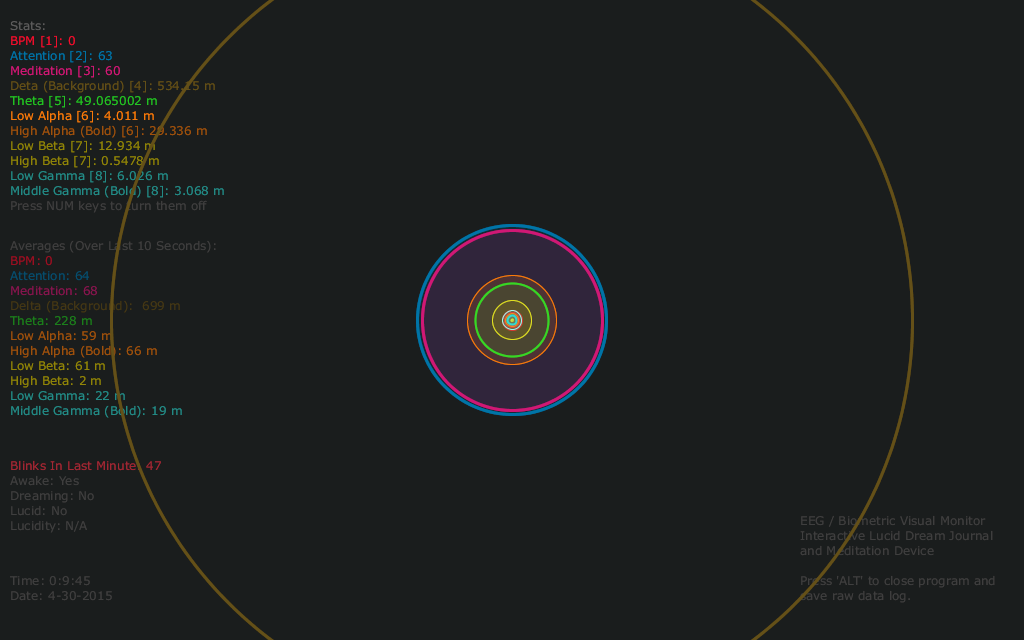 Stats:
BPM [1]: 0
Attention [2]: 63
Meditation [3]: 60
Deta (Background) [4]: 534.15 m
Theta [5]: 49.065002 m
Low Alpha [6]: 4.011 m
High Alpha (Bold) [6]: 29.336 m
Low Beta [7]: 12.934 m
High Beta [7]: 0.5478 m
Low Gamma [8]: 6.026 m
Middle Gamma (Bold) [8]: 3.068 m
Press NUM keys to turn them off
Averages (Over Last 10 Seconds):
BPM: 0
Attention: 64
Meditation: 68
Delta (Background): 699 m
Theta: 228 m
Low Alpha: 59 m
High Alpha (Bold): 66 m
Low Beta: 61 m
High Beta: 2 m
Low Gamma: 22 m
Middle Gamma (Bold): 19 m
Blinks In Last Minute: 47
Awake: Yes
Dreaming: No
Lucid: No
Lucidity: N/A
Time: 0:9:45
Date: 4-30-2015
EEG / Biometric Visual Monitor
Interactive Lucid Dream Journal
and Meditation Device
Press 'ALT' to close program and
save raw data log.